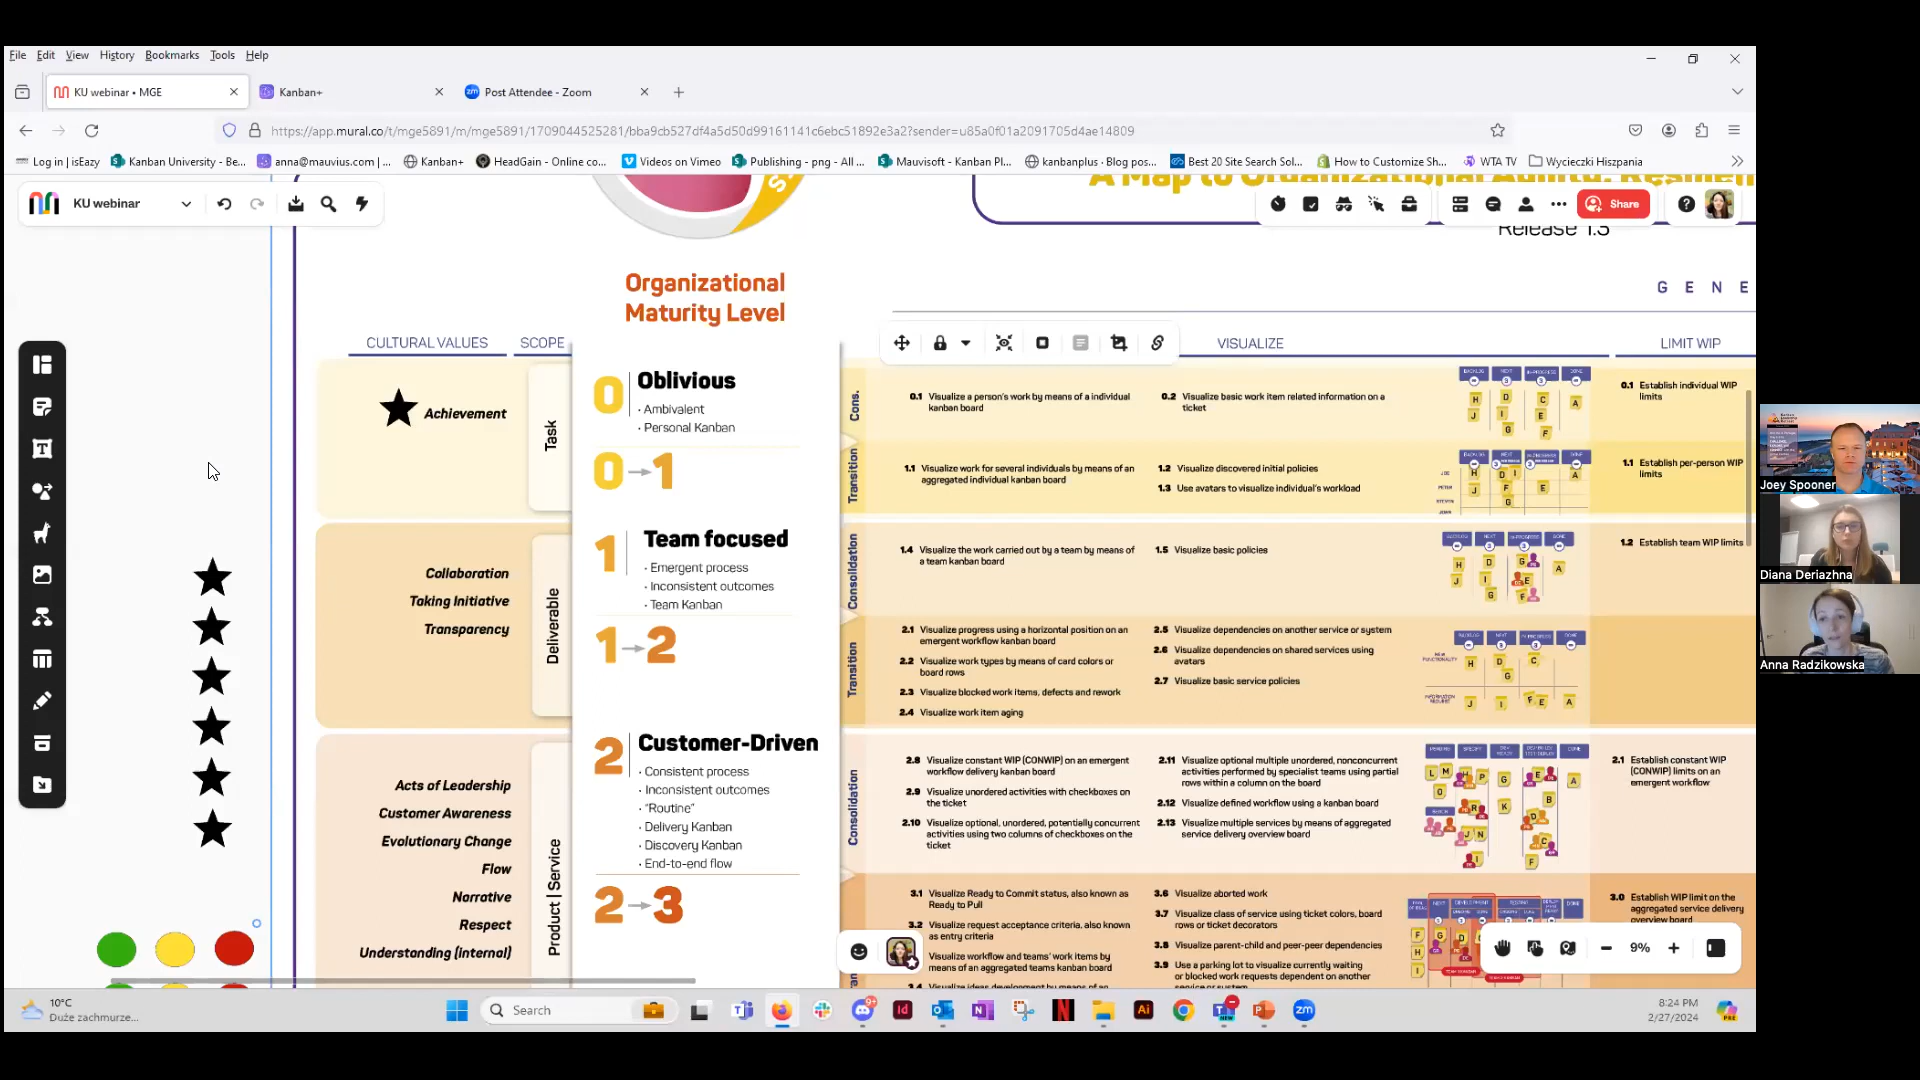 File Edit View History Bookmarks Tools Help
KU webinar • MGE
Kanban+
Post Attendee - Zoom
https://app.mural.co/t/mge5891/m/mge5891/1709044525281/bba9cb527df4a5d50d99161141c6ebc51892e3a2?sender=u85a0f01a2091705d4ae14809
Log in | isEazy
Kanban University - Be...
anna@mauvius.com | ...
Kanban+
HeadGain - Online co...
Videos on Vimeo
Publishing - png - All ...
Mauvisoft - Kanban Pl...
kanbanplus · Blog pos...
Best 20 Site Search Sol...
How to Customize Sh...
WTA TV
Wycieczki Hiszpania
KU webinar
A Map to Organizational Agility, Resilien
Share
Release 1.3
Organizational
Maturity Level
GENE
CULTURAL VALUES
SCOPE
VISUALIZE
LIMIT WIP
Achievement
Task
0 Oblivious
· Ambivalent
· Personal Kanban
0→1
Cons.
0.1 Visualize a person's work by means of a individual
kanban board
0.2 Visualize basic work item related information on a
ticket
0.1 Establish individual WIP
limits
Transition
1.1 Visualize work for several individuals by means of an
aggregated individual kanban board
1.2 Visualize discovered initial policies
1.3 Use avatars to visualize individual's workload
1.1 Establish per-person WIP
limits
Collaboration
Taking Initiative
Transparency
Deliverable
1 Team focused
· Emergent process
· Inconsistent outcomes
· Team Kanban
1→2
Consolidation
1.4 Visualize the work carried out by a team by means of
a team kanban board
1.5 Visualize basic policies
1.2 Establish team WIP limits
Transition
2.1 Visualize progress using a horizontal position on an
emergent workflow kanban board
2.2 Visualize work types by means of card colors or
board rows
2.3 Visualize blocked work items, defects and rework
2.4 Visualize work item aging
2.5 Visualize dependencies on another service or system
2.6 Visualize dependencies on shared services using
avatars
2.7 Visualize basic service policies
Acts of Leadership
Customer Awareness
Evolutionary Change
Flow
Narrative
Respect
Understanding (internal)
Product | Service
2 Customer-Driven
· Consistent process
· Inconsistent outcomes
· "Routine"
· Delivery Kanban
· Discovery Kanban
· End-to-end flow
2→3
Consolidation
2.8 Visualize constant WIP (CONWIP) on an emergent
workflow delivery kanban board
2.9 Visualize unordered activities with checkboxes on
the ticket
2.10 Visualize optional, unordered, potentially concurrent
activities using two columns of checkboxes on the
ticket
2.11 Visualize optional multiple unordered, nonconcurrent
activities performed by specialist teams using partial
rows within a column on the board
2.12 Visualize defined workflow using a kanban board
2.13 Visualize multiple services by means of aggregated
service delivery overview board
2.1 Establish constant WIP
(CONWIP) limits on an
emergent workflow
3.1 Visualize Ready to Commit status, also known as
Ready to Pull
3.2 Visualize request acceptance criteria, also known
as entry criteria
Visualize workflow and teams' work items by
means of an aggregated teams kanban board
3.4 Visualize ideas development by means of an
3.6 Visualize aborted work
3.7 Visualize class of service using ticket colors, board
rows or ticket decorators
3.8 Visualize parent-child and peer-peer dependencies
3.9 Use a parking lot to visualize currently waiting
or blocked work requests dependent on another
service or system
3.0 Establish WIP limit on the
aggregated service delivery
overview board
9%
Joey Spooner
Diana Deriazhna
Anna Radzikowska
10°C
Duże zachmurze...
Search
8:24 PM
2/27/2024